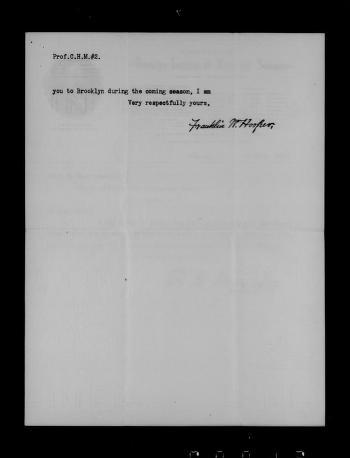 Prof.C.H.M.#2.
you to Brooklyn during the coming season, I am
Very respectfully yours,
Franklin W. Hooper,